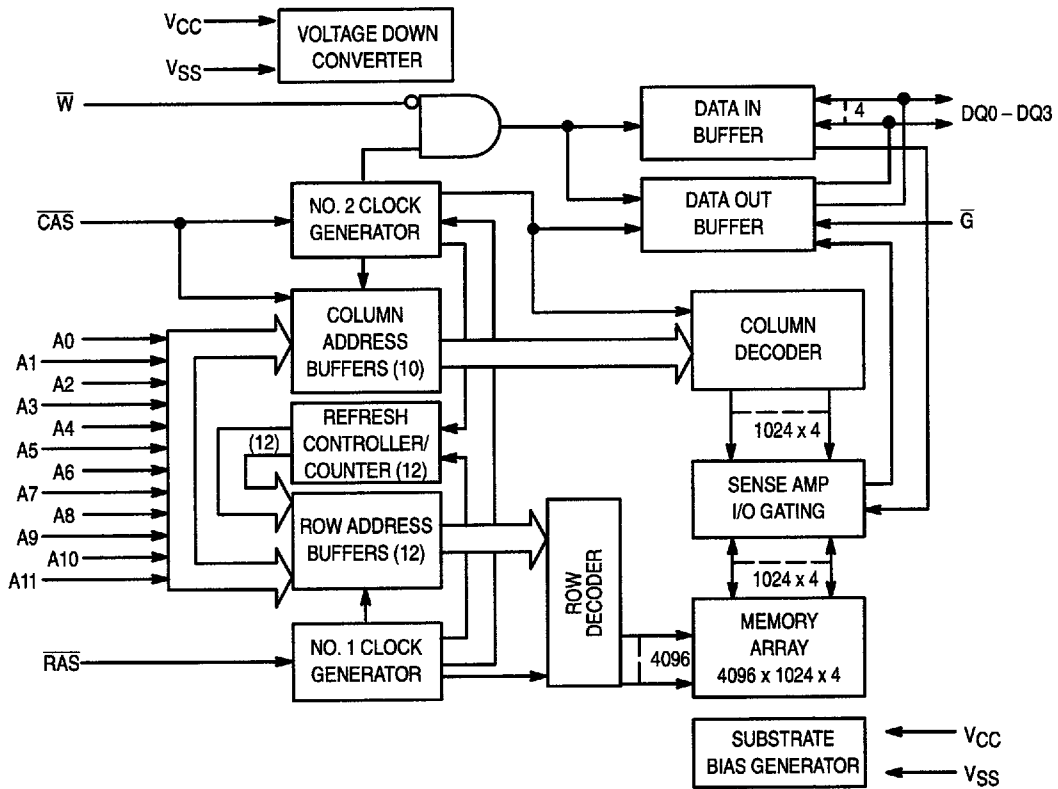 VCC
VSS
VOLTAGE DOWN
CONVERTER
W̅
DATA IN
BUFFER
4
DQ0 – DQ3
C̅A̅S̅
NO. 2 CLOCK
GENERATOR
DATA OUT
BUFFER
G̅
A0
A1
A2
A3
A4
A5
A6
A7
A8
A9
A10
A11
COLUMN
ADDRESS
BUFFERS (10)
COLUMN
DECODER
(12)
REFRESH
CONTROLLER/
COUNTER (12)
1024 x 4
SENSE AMP
I/O GATING
ROW ADDRESS
BUFFERS (12)
ROW
DECODER
1024 x 4
R̅A̅S̅
NO. 1 CLOCK
GENERATOR
4096
MEMORY
ARRAY
4096 x 1024 x 4
SUBSTRATE
BIAS GENERATOR
VCC
VSS